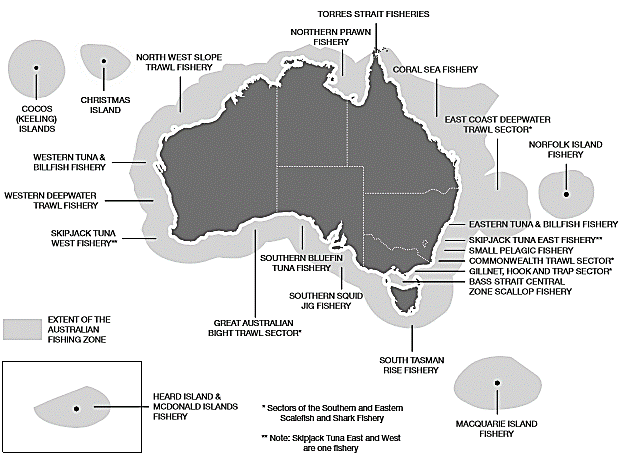 TORRES STRAIT FISHERIES
NORTHERN PRAWN
FISHERY
NORTH WEST SLOPE
TRAWL FISHERY
CORAL SEA FISHERY
COCOS
(KEELING)
ISLANDS
CHRISTMAS
ISLAND
EAST COAST DEEPWATER
TRAWL SECTOR*
NORFOLK ISLAND
FISHERY
WESTERN TUNA &
BILLFISH FISHERY
WESTERN DEEPWATER
TRAWL FISHERY
SKIPJACK TUNA
WEST FISHERY**
EASTERN TUNA & BILLFISH FISHERY
SKIPJACK TUNA EAST FISHERY**
SMALL PELAGIC FISHERY
COMMONWEALTH TRAWL SECTOR*
GILLNET, HOOK AND TRAP SECTOR*
BASS STRAIT CENTRAL
ZONE SCALLOP FISHERY
SOUTHERN BLUEFIN
TUNA FISHERY
SOUTHERN SQUID
JIG FISHERY
GREAT AUSTRALIAN
BIGHT TRAWL SECTOR*
EXTENT OF THE
AUSTRALIAN
FISHING ZONE
SOUTH TASMAN
RISE FISHERY
HEARD ISLAND &
MCDONALD ISLANDS
FISHERY
* Sectors of the Southern and Eastern
Scalefish and Shark Fishery
** Note: Skipjack Tuna East and West
are one fishery
MACQUARIE ISLAND
FISHERY